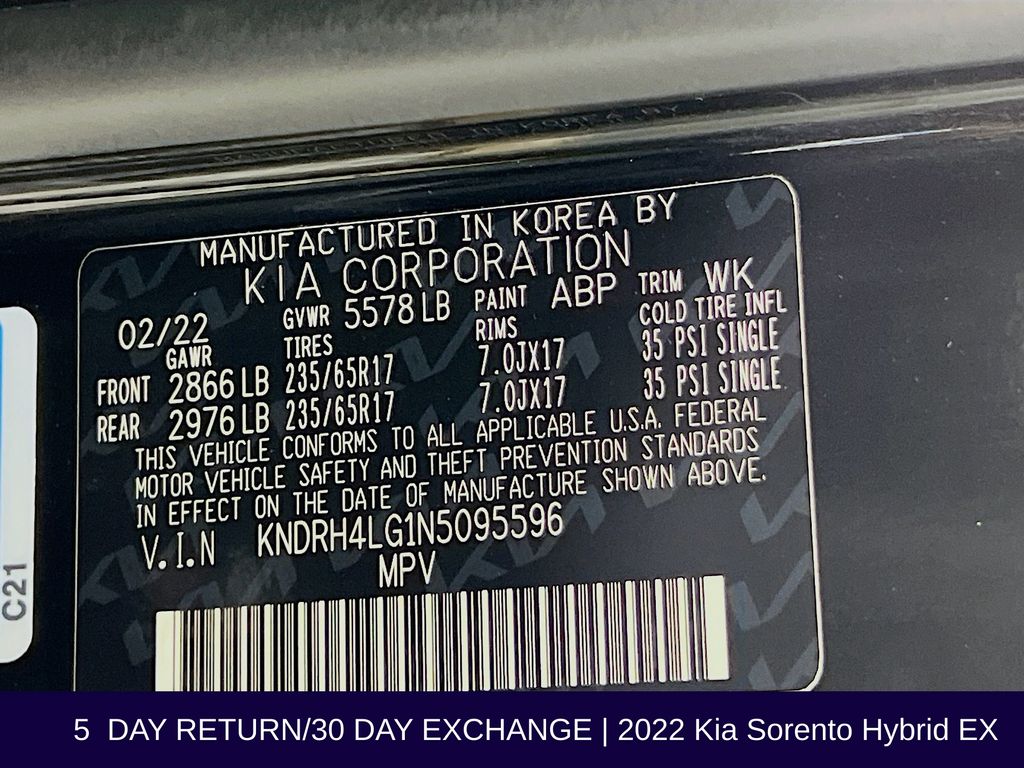 MANUFACTURED IN KOREA BY
KIA CORPORATION
02/22 GVWR 5578 LB PAINT ABP TRIM WK
GAWR TIRES RIMS COLD TIRE INFL
FRONT 2866 LB 235/65R17 7.0JX17 35 PSI SINGLE
REAR 2976 LB 235/65R17 7.0JX17 35 PSI SINGLE
THIS VEHICLE CONFORMS TO ALL APPLICABLE U.S.A. FEDERAL
MOTOR VEHICLE SAFETY AND THEFT PREVENTION STANDARDS
IN EFFECT ON THE DATE OF MANUFACTURE SHOWN ABOVE.
V.I.N KNDRH4LG1N5095596
MPV
C21
5 DAY RETURN/30 DAY EXCHANGE | 2022 Kia Sorento Hybrid EX